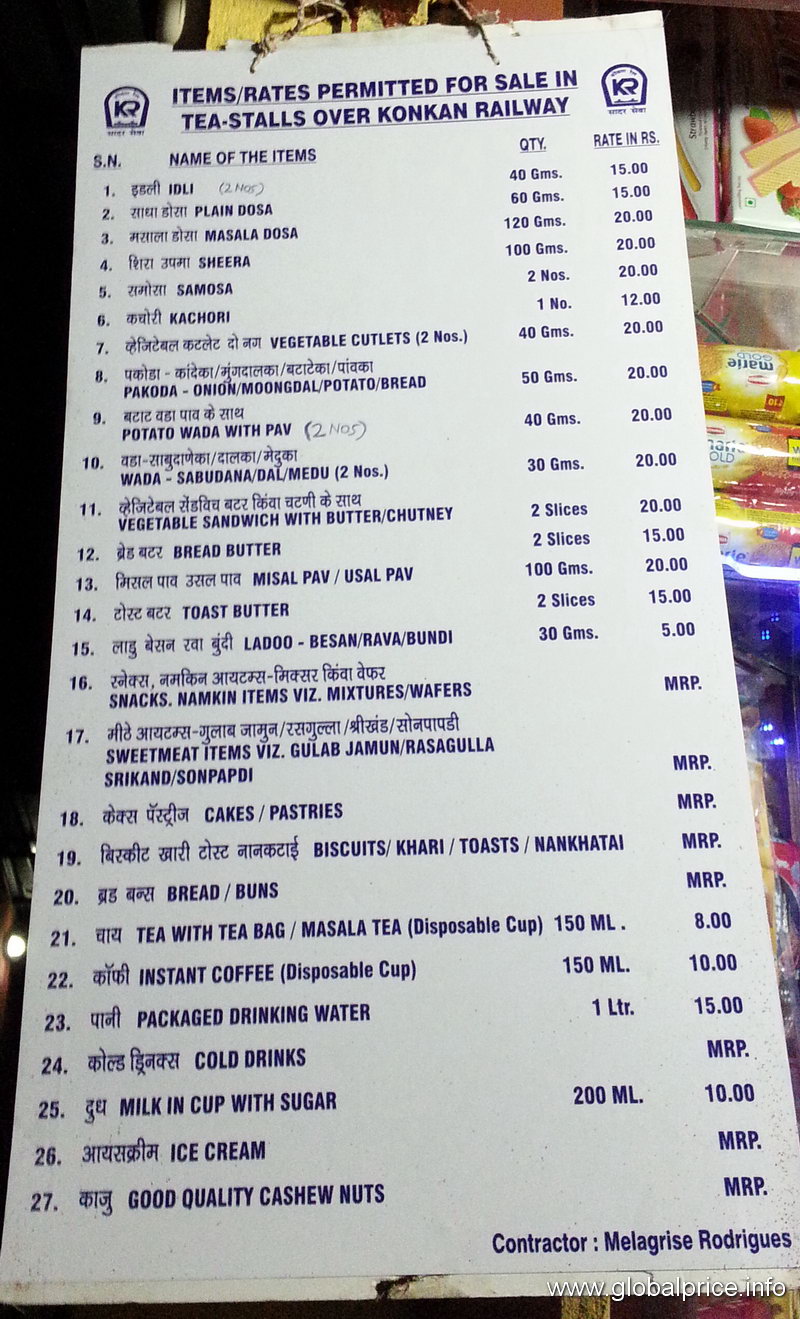 ITEMS/RATES PERMITTED FOR SALE IN
TEA-STALLS OVER KONKAN RAILWAY
KR
सादर सेवा
KR
सादर सेवा
S.N. NAME OF THE ITEMS QTY. RATE IN RS.
1. इडली IDLI (2 NOS) 40 Gms. 15.00
2. साधा डोसा PLAIN DOSA 60 Gms. 15.00
3. मसाला डोसा MASALA DOSA 120 Gms. 20.00
4. शिरा उपमा SHEERA 100 Gms. 20.00
5. समोसा SAMOSA 2 Nos. 20.00
6. कचोरी KACHORI 1 No. 12.00
7. व्हेजिटेबल कटलेट दो नग VEGETABLE CUTLETS (2 Nos.) 40 Gms. 20.00
8. पकोडा - कांदेका/मुंगदालका/बटाटेका/पांवका
PAKODA - ONION/MOONGDAL/POTATO/BREAD 50 Gms. 20.00
9. बटाट वडा पाव के साथ
POTATO WADA WITH PAV (2 NOS) 40 Gms. 20.00
10. वडा-साबुदाणेका/दालका/मेदुका
WADA - SABUDANA/DAL/MEDU (2 Nos.) 30 Gms. 20.00
11. व्हेजिटेबल सेंडविच बटर किंवा चटणी के साथ
VEGETABLE SANDWICH WITH BUTTER/CHUTNEY 2 Slices 20.00
12. ब्रेड बटर BREAD BUTTER 2 Slices 15.00
13. मिसल पाव उसल पाव MISAL PAV / USAL PAV 100 Gms. 20.00
14. टोस्ट बटर TOAST BUTTER 2 Slices 15.00
15. लाडु बेसन रवा बुंदी LADOO - BESAN/RAVA/BUNDI 30 Gms. 5.00
16. स्नेक्स, नमकिन आयटम्स-मिक्सर किंवा वेफर
SNACKS. NAMKIN ITEMS VIZ. MIXTURES/WAFERS MRP.
17. मीठे आयटम्स-गुलाब जामुन/रसगुल्ला/श्रीखंड/सोनपापडी
SWEETMEAT ITEMS VIZ. GULAB JAMUN/RASAGULLA
SRIKAND/SONPAPDI MRP.
18. केक्स पॅस्ट्रीज CAKES / PASTRIES MRP.
19. बिस्कीट खारी टोस्ट नानकटाई BISCUITS/ KHARI / TOASTS / NANKHATAI MRP.
20. ब्रड बन्स BREAD / BUNS MRP.
21. चाय TEA WITH TEA BAG / MASALA TEA (Disposable Cup) 150 ML . 8.00
22. कॉफी INSTANT COFFEE (Disposable Cup) 150 ML. 10.00
23. पानी PACKAGED DRINKING WATER 1 Ltr. 15.00
24. कोल्ड ड्रिनक्स COLD DRINKS MRP.
25. दुध MILK IN CUP WITH SUGAR 200 ML. 10.00
26. आयसक्रीम ICE CREAM MRP.
27. काजु GOOD QUALITY CASHEW NUTS MRP.
Contractor : Melagrise Rodrigues
marie
GOLD
www.globalprice.info